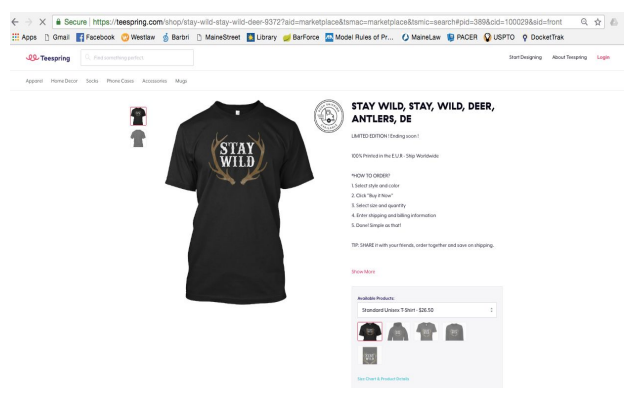 Secure https://teespring.com/shop/stay-wild-stay-wild-deer-9372?aid=marketplace&tsmac=marketplace&tsmic=search#pid=369&cid=100029&sid=front
Apps Gmail Facebook Westlaw Barbri MaineStreet Library BarForce Model Rules of Pr... MaineLaw PACER USPTO DocketTrak
Teespring Find something perfect Start Designing About Teespring Login
Apparel Home Decor Socks Phone Cases Accessories Mugs
STAY
WILD
STAY WILD, STAY, WILD, DEER,
ANTLERS, DE
LIMITED EDITION ! Ending soon !
100% Printed in the E.U.R - Ship Worldwide
*HOW TO ORDER?
1. Select style and color
2. Click "Buy it Now"
3. Select size and quantity
4. Enter shipping and billing information
5. Done! Simple as that!
TIP: SHARE it with your friends, order together and save on shipping.
Show More
Available Products:
Standard Unisex T-Shirt - $26.50
Size Chart & Product Details